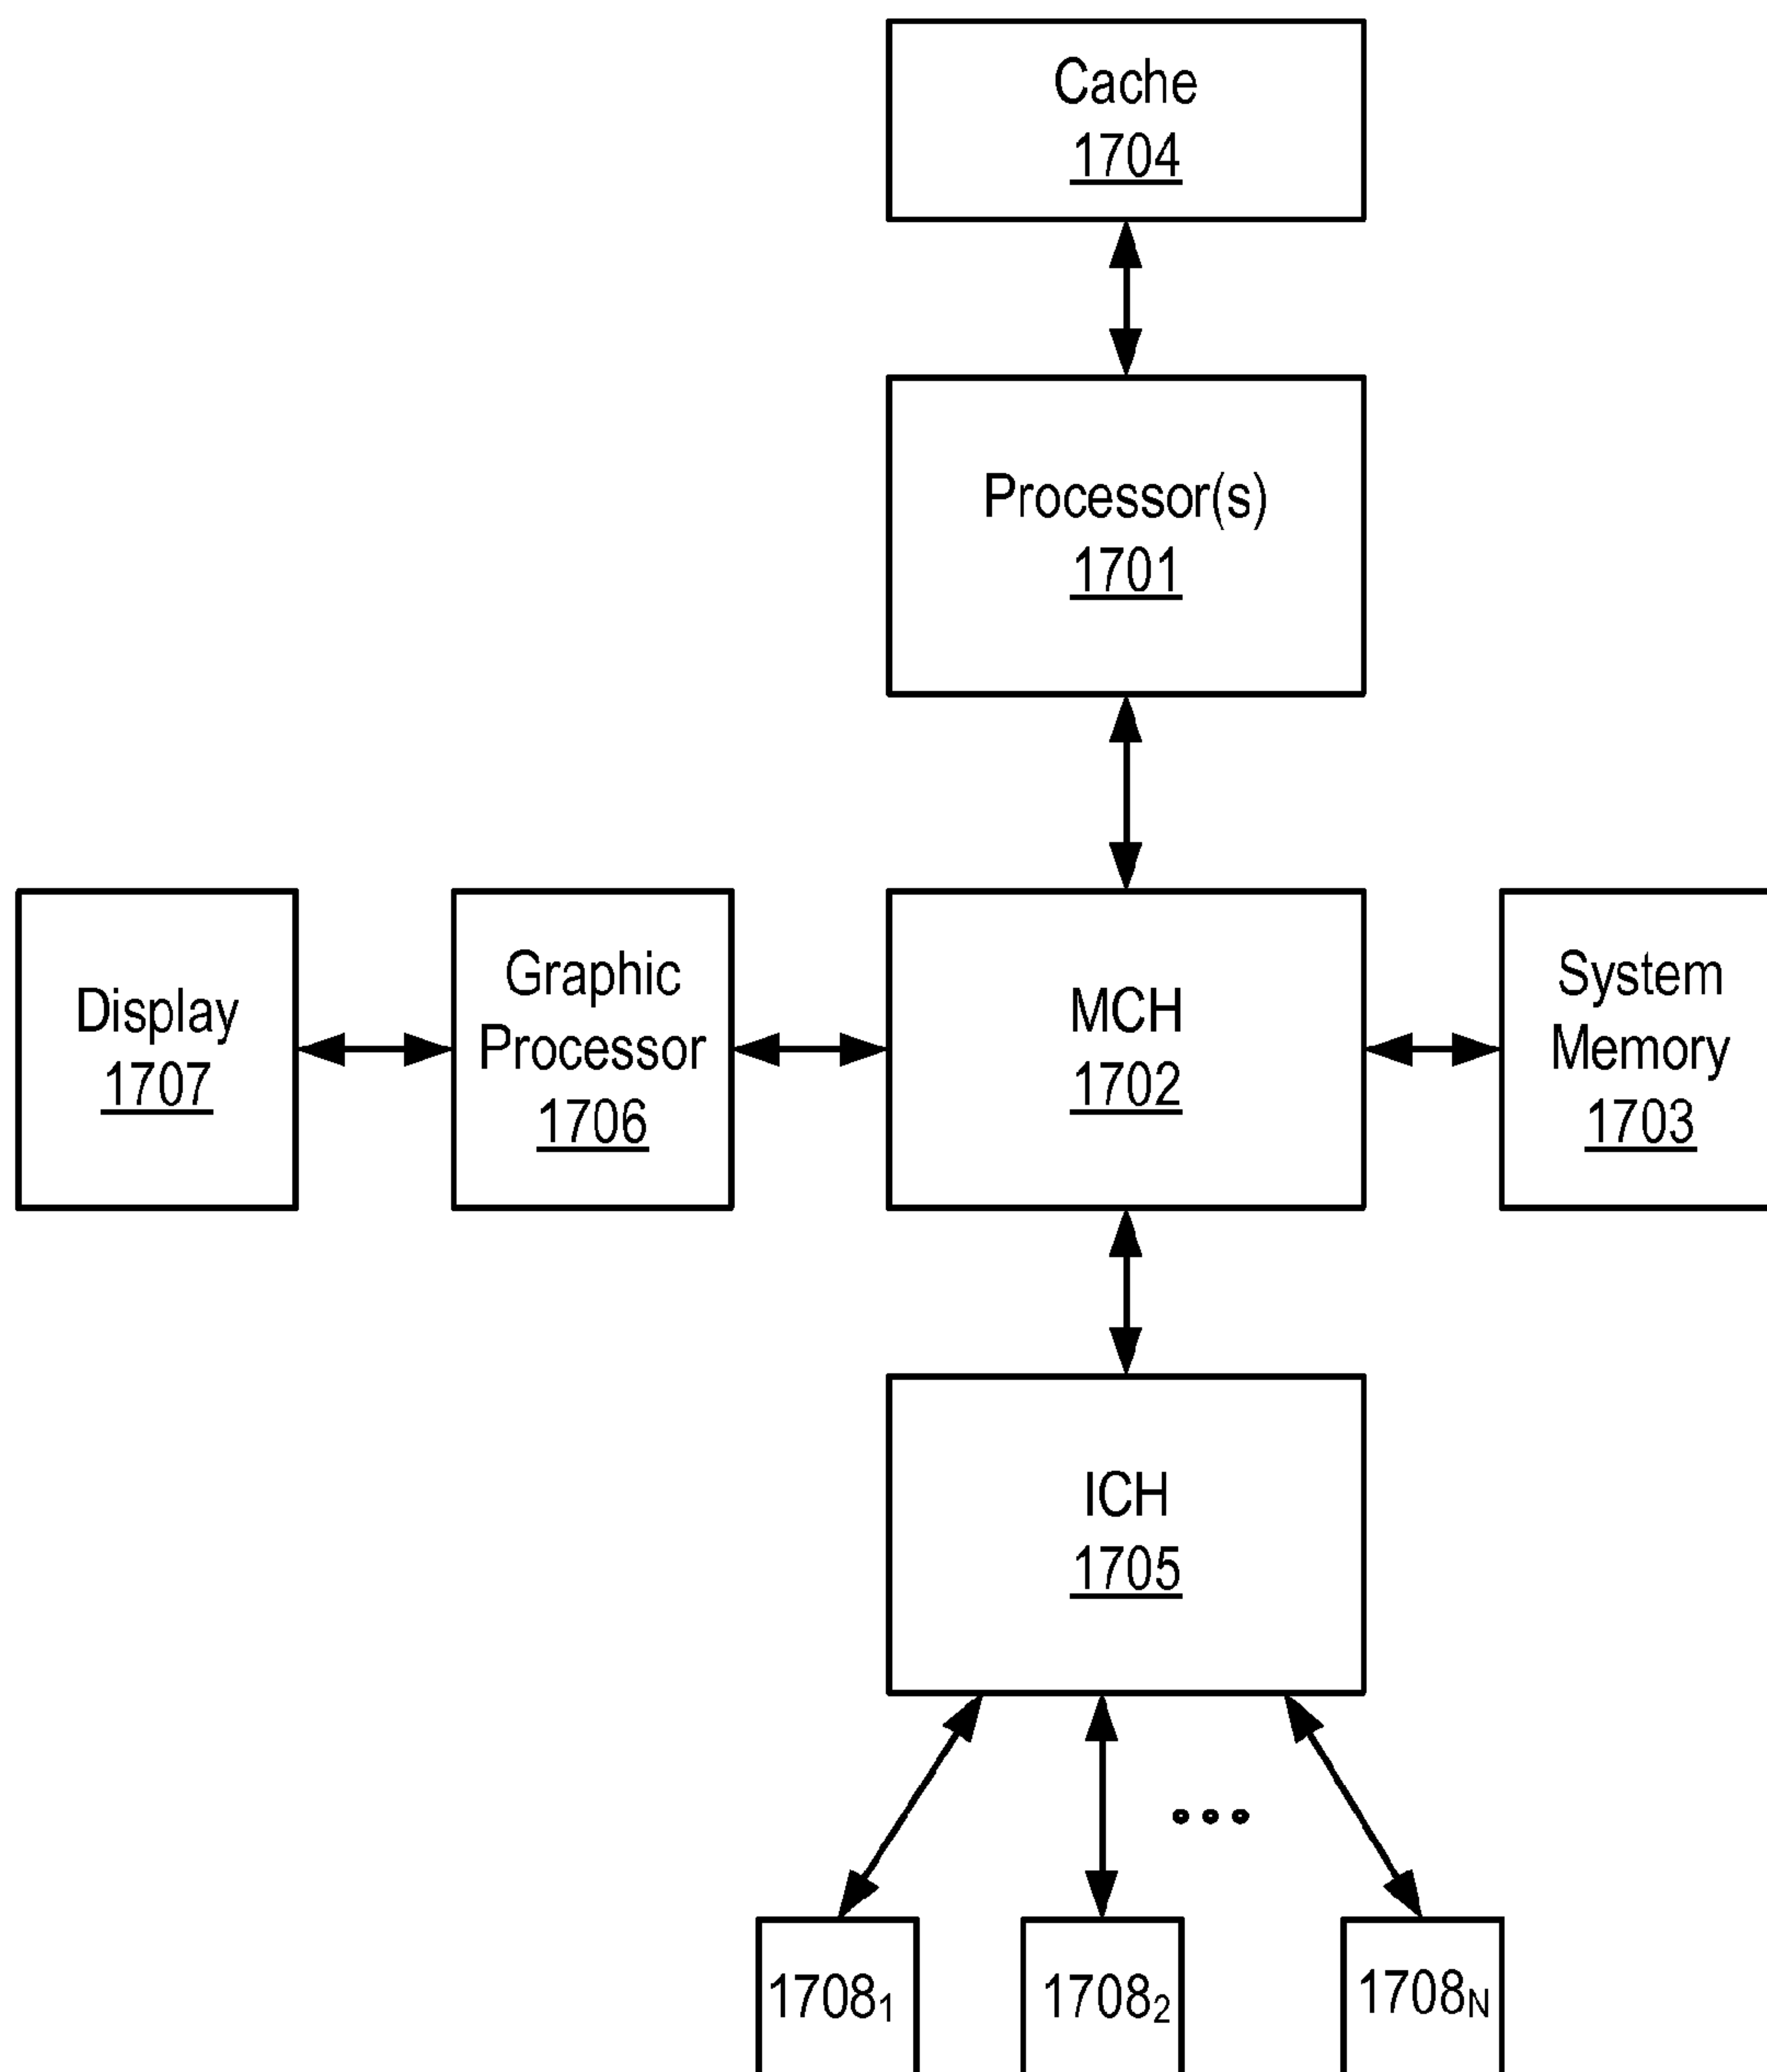 Cache
1704
Processor(s)
1701
Display
1707
Graphic
Processor
1706
MCH
1702
System
Memory
1703
ICH
1705
1708₁
1708₂
1708N